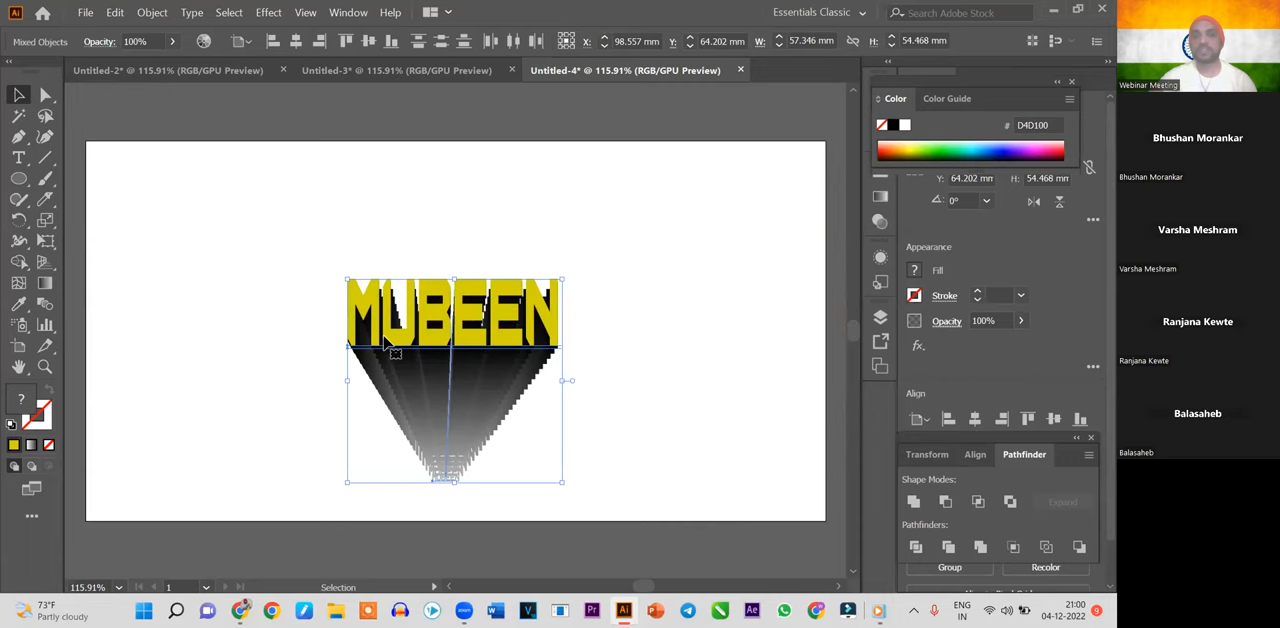 Ai File Edit Object Type Select Effect View Window Help Essentials Classic Search Adobe Stock
Mixed Objects Opacity: 100% X: 98.557 mm Y: 64.202 mm W: 57.346 mm H: 54.468 mm
Untitled-2* @ 115.91% (RGB/GPU Preview) Untitled-3* @ 115.91% (RGB/GPU Preview) Untitled-4* @ 115.91% (RGB/GPU Preview)
Color Color Guide
# D4D100
Y: 64.202 mm H: 54.468 mm
0°
Appearance
? Fill
Stroke
Opacity 100%
fx.
Align
Transform Align Pathfinder
Shape Modes:
Expand
Pathfinders:
Group Recolor
MUBEEN
?
115.91% 1 Selection
73°F
Partly cloudy
W V Pr Ai P Ae
ENG
IN
21:00
04-12-2022
9
Webinar Meeting
Bhushan Morankar
Bhushan Morankar
Varsha Meshram
Varsha Meshram
Ranjana Kewte
Ranjana Kewte
Balasaheb
Balasaheb